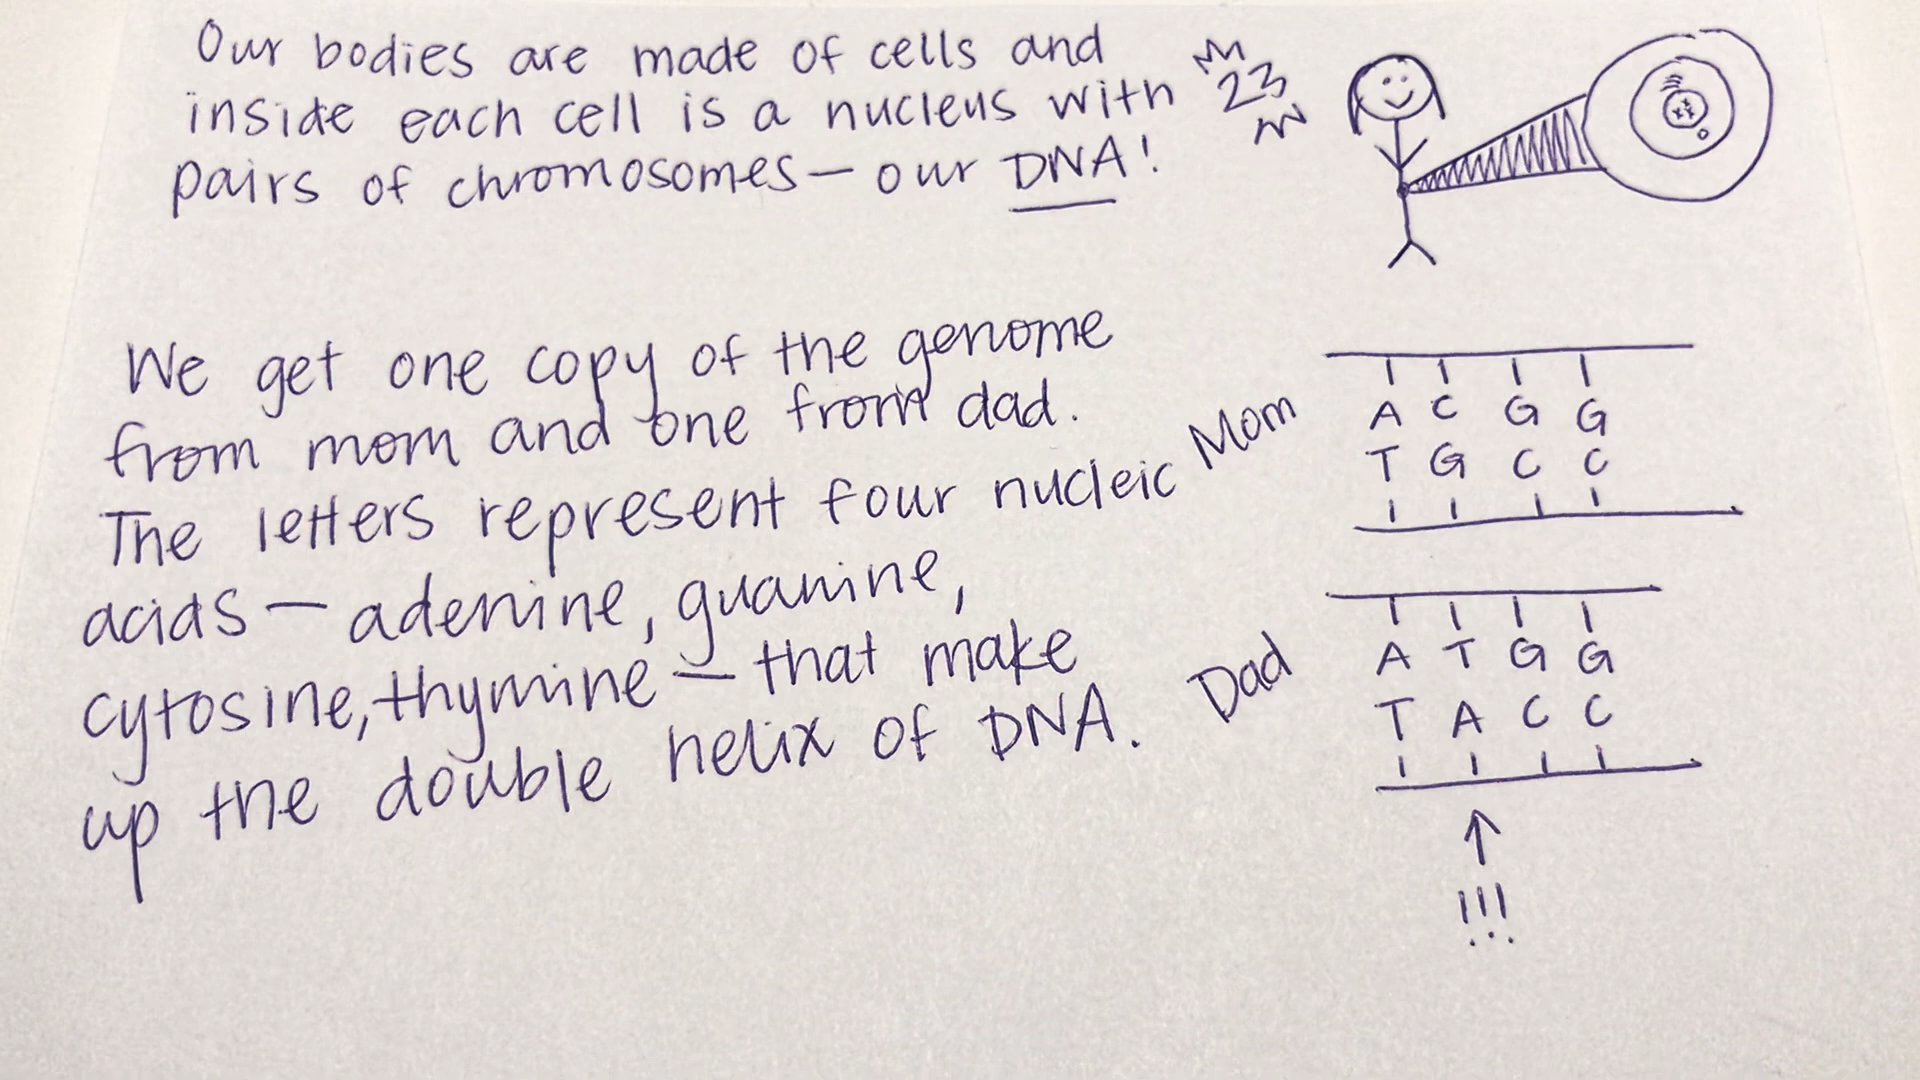 Our bodies are made of cells and
inside each cell is a nucleus with 23
pairs of chromosomes — our DNA!
We get one copy of the genome
from mom and one from dad.
The letters represent four nucleic
acids — adenine, guanine,
cytosine, thymine — that make
up the double helix of DNA.
Mom
A C G G
T G C C
Dad
A T G G
T A C C
!!!